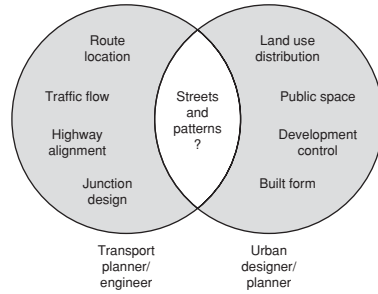 Route
location
Traffic flow
Highway
alignment
Junction
design
Streets
and
patterns
?
Land use
distribution
Public space
Development
control
Built form
Transport
planner/
engineer
Urban
designer/
planner